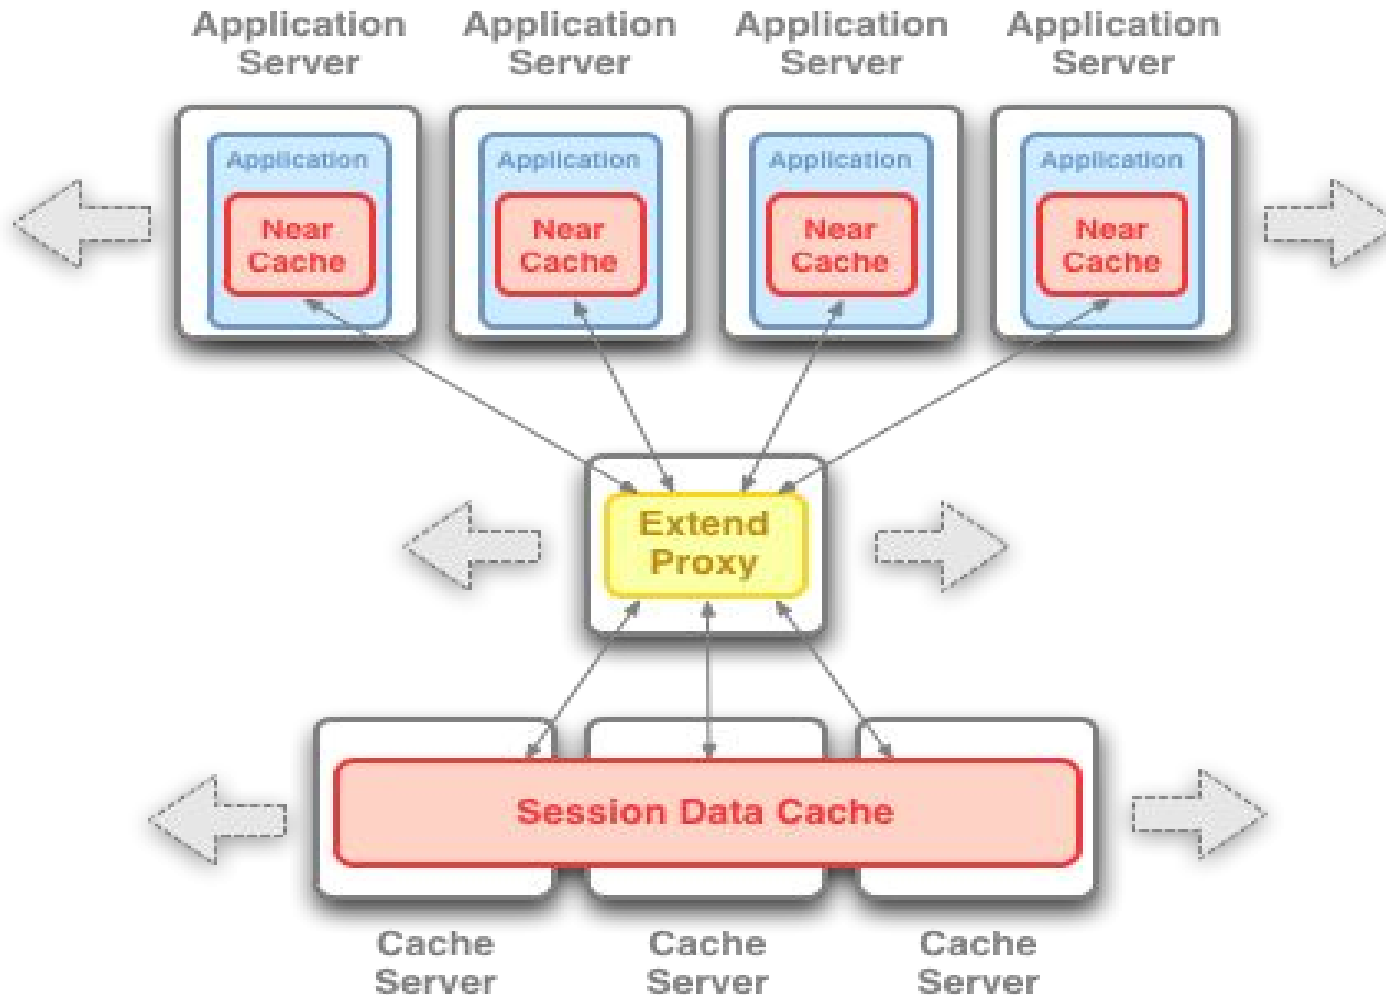 Application Application Application Application
Server Server Server Server
Application Application Application Application
Near Near Near Near
Cache Cache Cache Cache
Extend
Proxy
Session Data Cache
Cache Cache Cache
Server Server Server